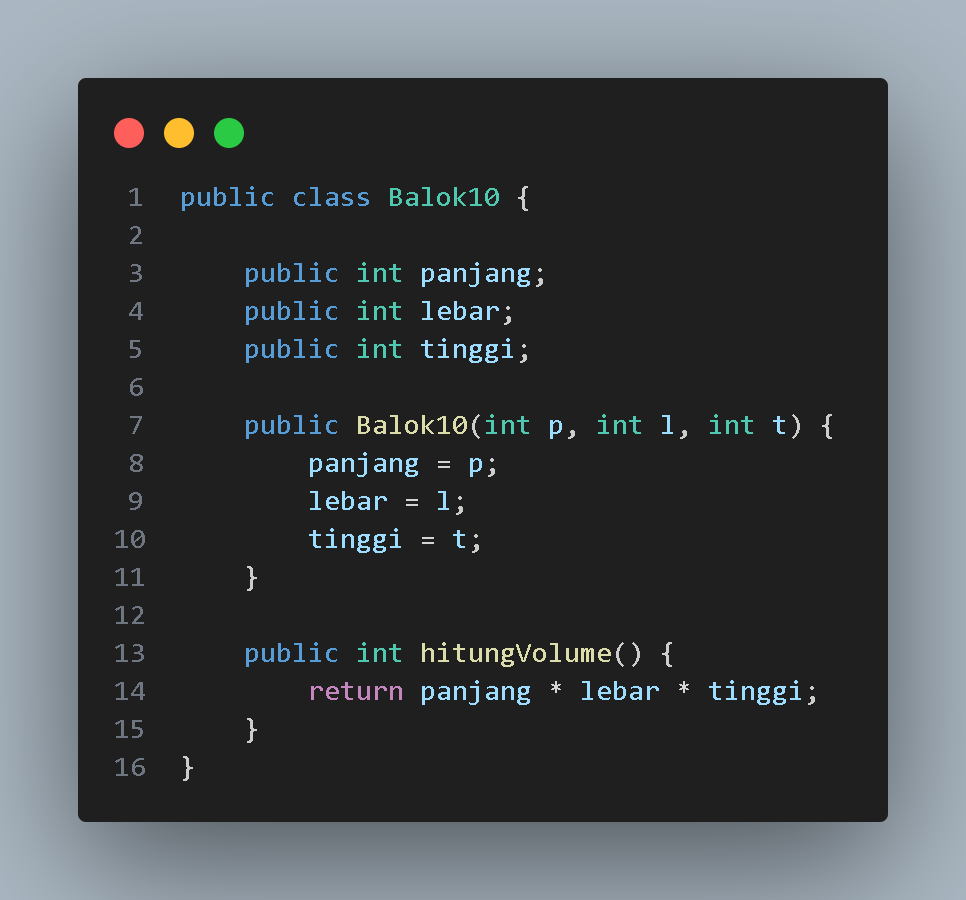 1 public class Balok10 {
2
3     public int panjang;
4     public int lebar;
5     public int tinggi;
6
7     public Balok10(int p, int l, int t) {
8         panjang = p;
9         lebar = l;
10         tinggi = t;
11     }
12
13     public int hitungVolume() {
14         return panjang * lebar * tinggi;
15     }
16 }